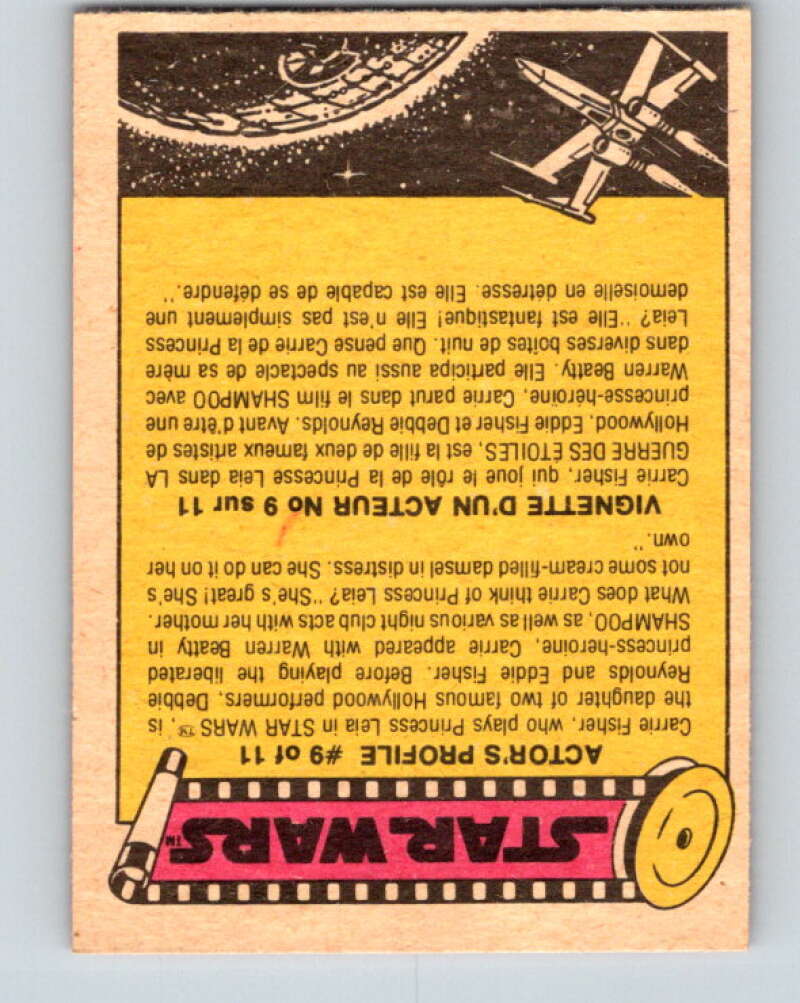 STAR WARS™
ACTOR'S PROFILE #9 of 11
Carrie Fisher, who plays Princess Leia in STAR WARS™, is
the daughter of two famous Hollywood performers, Debbie
Reynolds and Eddie Fisher. Before playing the liberated
princess-heroine, Carrie appeared with Warren Beatty in
SHAMPOO, as well as various night club acts with her mother.
What does Carrie think of Princess Leia? "She's great! She's
not some cream-filled damsel in distress. She can do it on her
own."
VIGNETTE D'UN ACTEUR No 9 sur 11
Carrie Fisher, qui joue le rôle de la Princesse Leia dans LA
GUERRE DES ÉTOILES, est la fille de deux fameux artistes de
Hollywood, Eddie Fisher et Debbie Reynolds. Avant d'être une
princesse-héroïne, Carrie parut dans le film SHAMPOO avec
Warren Beatty. Elle participa aussi au spectacle de sa mère
dans diverses boîtes de nuit. Que pense Carrie de la Princess
Leia? "Elle est fantastique! Elle n'est pas simplement une
demoiselle en détresse. Elle est capable de se défendre."